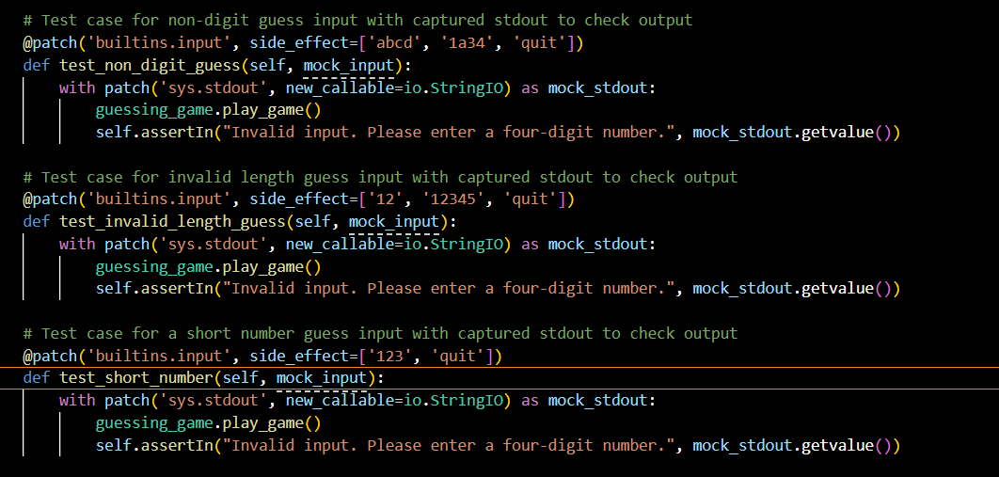 # Test case for non-digit guess input with captured stdout to check output
@patch('builtins.input', side_effect=['abcd', '1a34', 'quit'])
def test_non_digit_guess(self, mock_input):
    with patch('sys.stdout', new_callable=io.StringIO) as mock_stdout:
        guessing_game.play_game()
        self.assertIn("Invalid input. Please enter a four-digit number.", mock_stdout.getvalue())

# Test case for invalid length guess input with captured stdout to check output
@patch('builtins.input', side_effect=['12', '12345', 'quit'])
def test_invalid_length_guess(self, mock_input):
    with patch('sys.stdout', new_callable=io.StringIO) as mock_stdout:
        guessing_game.play_game()
        self.assertIn("Invalid input. Please enter a four-digit number.", mock_stdout.getvalue())

# Test case for a short number guess input with captured stdout to check output
@patch('builtins.input', side_effect=['123', 'quit'])
def test_short_number(self, mock_input):
    with patch('sys.stdout', new_callable=io.StringIO) as mock_stdout:
        guessing_game.play_game()
        self.assertIn("Invalid input. Please enter a four-digit number.", mock_stdout.getvalue())